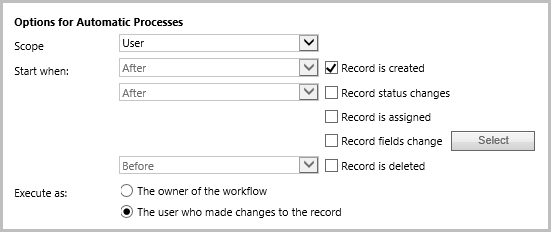 Options for Automatic Processes
Scope User
Start when: After Record is created
After Record status changes
Record is assigned
Record fields change Select
Before Record is deleted
Execute as: The owner of the workflow
The user who made changes to the record